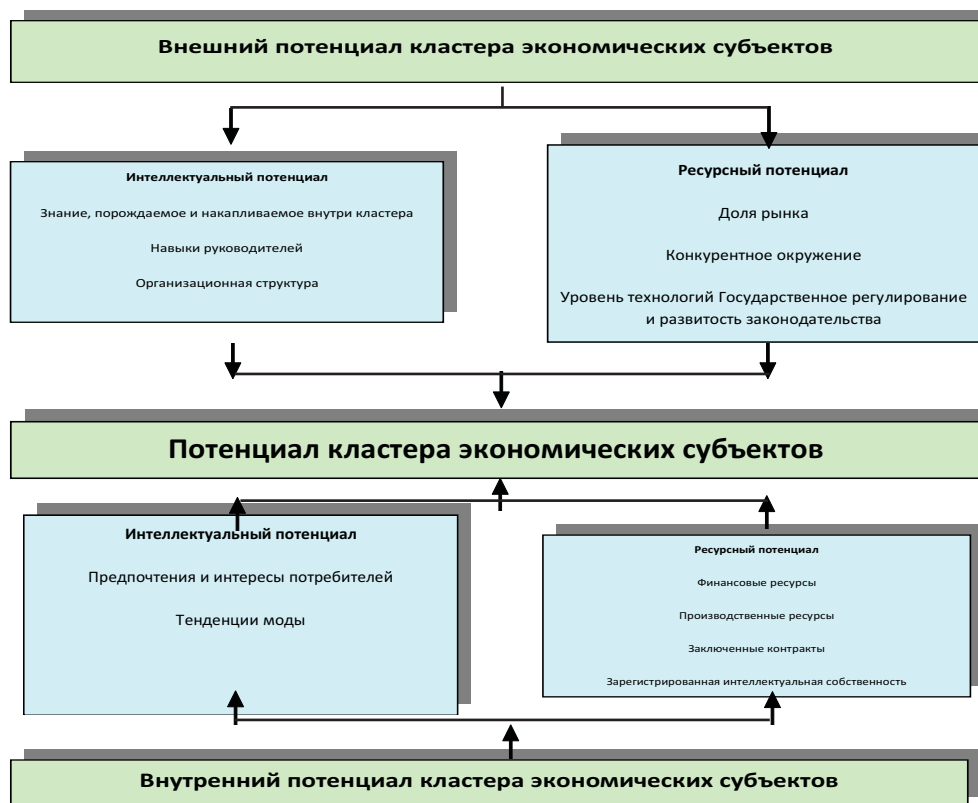 Внешний потенциал кластера экономических субъектов
Интеллектуальный потенциал
Знание, порождаемое и накапливаемое внутри кластера
Навыки руководителей
Организационная структура
Ресурсный потенциал
Доля рынка
Конкурентное окружение
Уровень технологий Государственное регулирование
и развитость законодательства
Потенциал кластера экономических субъектов
Интеллектуальный потенциал
Предпочтения и интересы потребителей
Тенденции моды
Ресурсный потенциал
Финансовые ресурсы
Производственные ресурсы
Заключенные контракты
Зарегистрированная интеллектуальная собственность
Внутренний потенциал кластера экономических субъектов